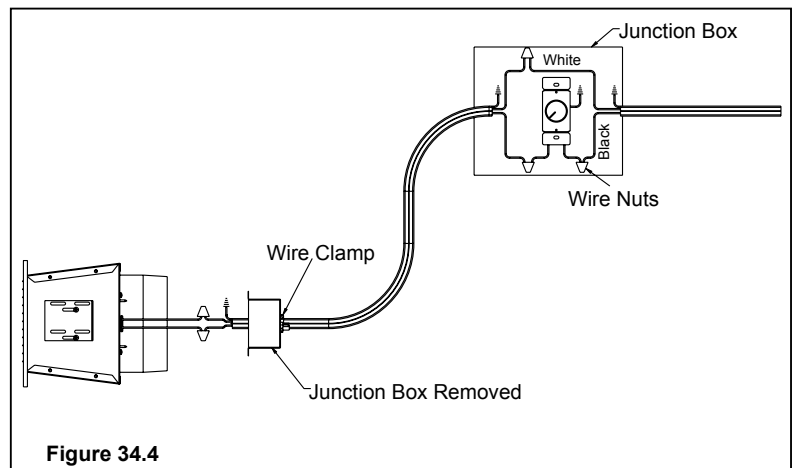 Junction Box
White
Black
Wire Nuts
Wire Clamp
Junction Box Removed
Figure 34.4